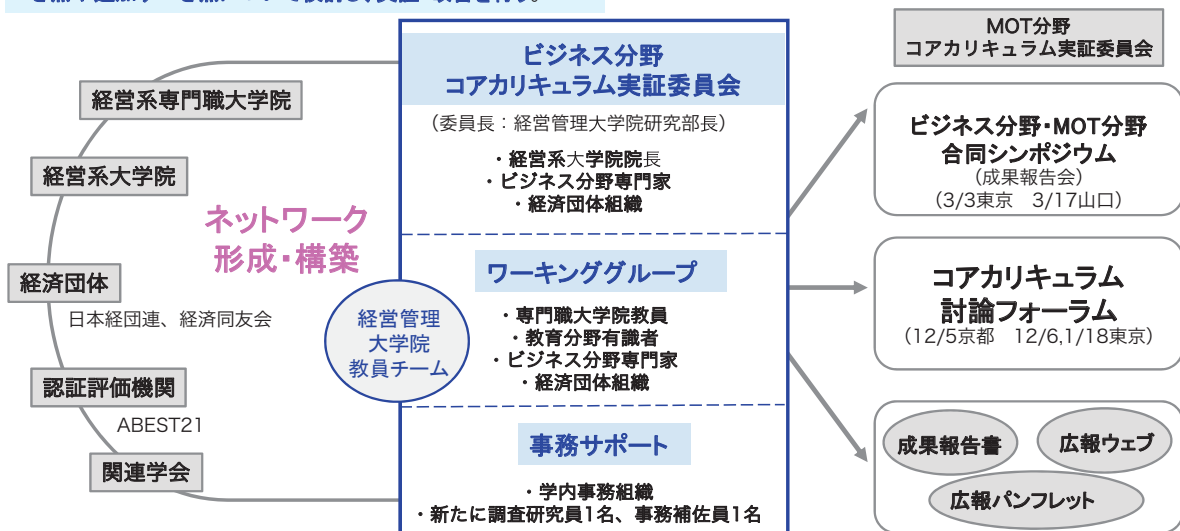 経営系専門職大学院
経営系大学院
ネットワーク
形成・構築
経済団体
日本経団連、経済同友会
認証評価機関
ABEST21
関連学会
経営管理
大学院
教員チーム
ビジネス分野
コアカリキュラム実証委員会
(委員長:経営管理大学院研究部長)
・経営系大学院院長
・ビジネス分野専門家
・経済団体組織
ワーキンググループ
・専門職大学院教員
・教育分野有識者
・ビジネス分野専門家
・経済団体組織
事務サポート
・学内事務組織
・新たに調査研究員1名、事務補佐員1名
MOT分野
コアカリキュラム実証委員会
ビジネス分野・MOT分野
合同シンポジウム
(成果報告会)
(3/3東京 3/17山口)
コアカリキュラム
討論フォーラム
(12/5京都 12/6,1/18東京)
成果報告書
広報ウェブ
広報パンフレット